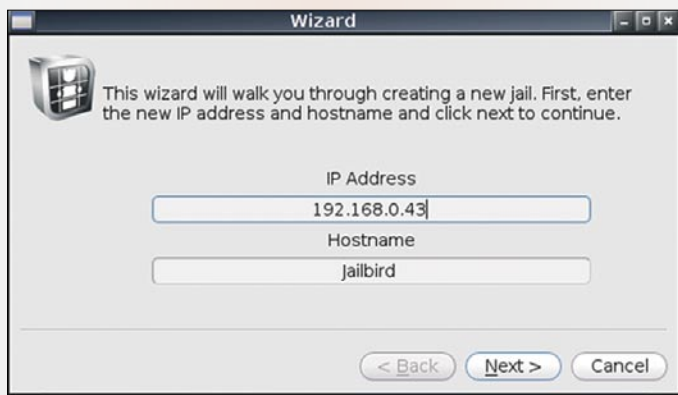 Wizard
This wizard will walk you through creating a new jail. First, enter
the new IP address and hostname and click next to continue.
IP Address
192.168.0.43
Hostname
Jailbird
< Back
Next >
Cancel